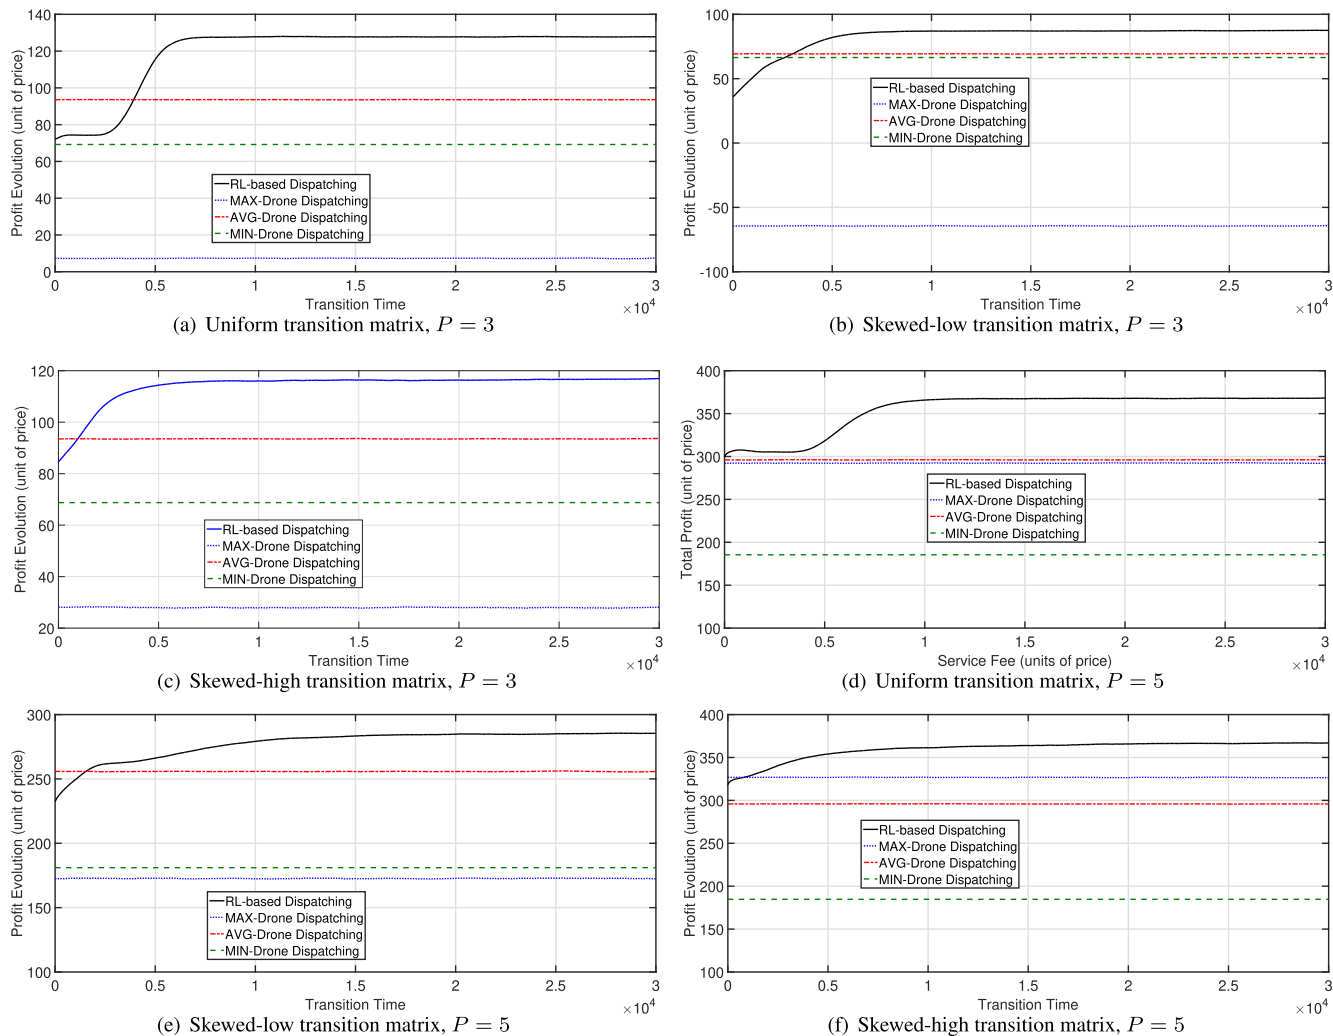 140
120
100
80
60
40
20
0
Profit Evolution (unit of price)
RL-based Dispatching
MAX-Drone Dispatching
AVG-Drone Dispatching
MIN-Drone Dispatching
0 0.5 1 1.5 2 2.5 3
Transition Time
×10⁴
(a) Uniform transition matrix, P = 3
100
50
0
-50
-100
Profit Evolution (unit of price)
RL-based Dispatching
MAX-Drone Dispatching
AVG-Drone Dispatching
MIN-Drone Dispatching
0 0.5 1 1.5 2 2.5 3
Transition Time
×10⁴
(b) Skewed-low transition matrix, P = 3
120
100
80
60
40
20
Profit Evolution (unit of price)
RL-based Dispatching
MAX-Drone Dispatching
AVG-Drone Dispatching
MIN-Drone Dispatching
0 0.5 1 1.5 2 2.5 3
Transition Time
×10⁴
(c) Skewed-high transition matrix, P = 3
400
350
300
250
200
150
100
Total Profit (unit of price)
RL-based Dispatching
MAX-Drone Dispatching
AVG-Drone Dispatching
MIN-Drone Dispatching
0 0.5 1 1.5 2 2.5 3
Service Fee (units of price)
×10⁴
(d) Uniform transition matrix, P = 5
300
250
200
150
100
Profit Evolution (unit of price)
RL-based Dispatching
MAX-Drone Dispatching
AVG-Drone Dispatching
MIN-Drone Dispatching
0 0.5 1 1.5 2 2.5 3
Transition Time
×10⁴
(e) Skewed-low transition matrix, P = 5
400
350
300
250
200
150
100
Profit Evolution (unit of price)
RL-based Dispatching
MAX-Drone Dispatching
AVG-Drone Dispatching
MIN-Drone Dispatching
0 0.5 1 1.5 2 2.5 3
Transition Time
×10⁴
(f) Skewed-high transition matrix, P = 5